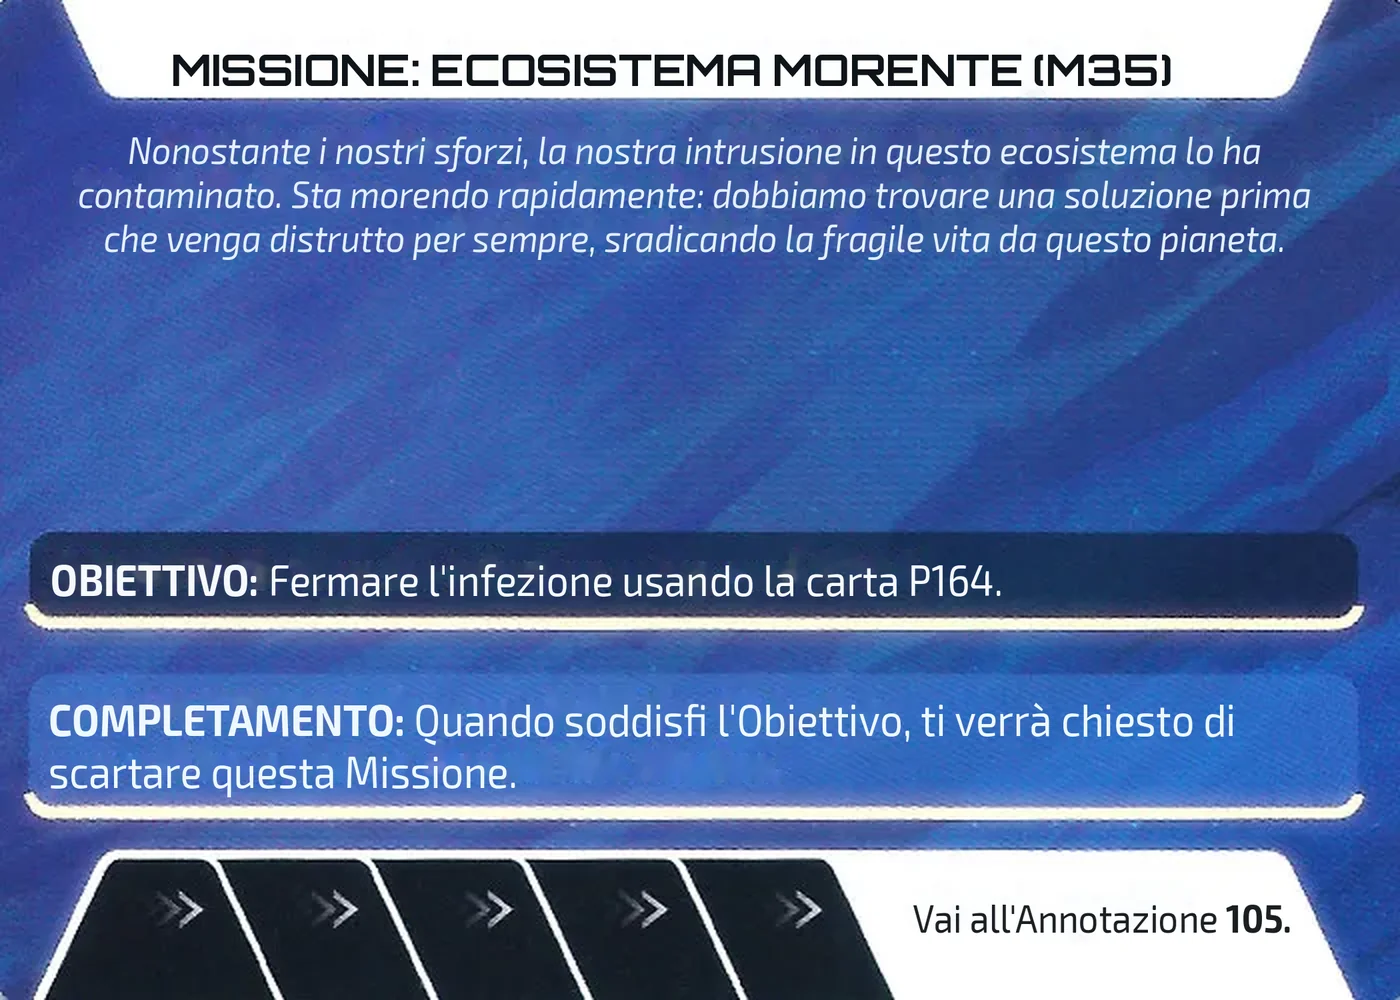 MISSIONE: ECOSISTEMA MORENTE (M35)
Nonostante i nostri sforzi, la nostra intrusione in questo ecosistema lo ha
contaminato. Sta morendo rapidamente: dobbiamo trovare una soluzione prima
che venga distrutto per sempre, sradicando la fragile vita da questo pianeta.
OBIETTIVO: Fermare l'infezione usando la carta P164.
COMPLETAMENTO: Quando soddisfi l'Obiettivo, ti verrà chiesto di
scartare questa Missione.
Vai all'Annotazione 105.